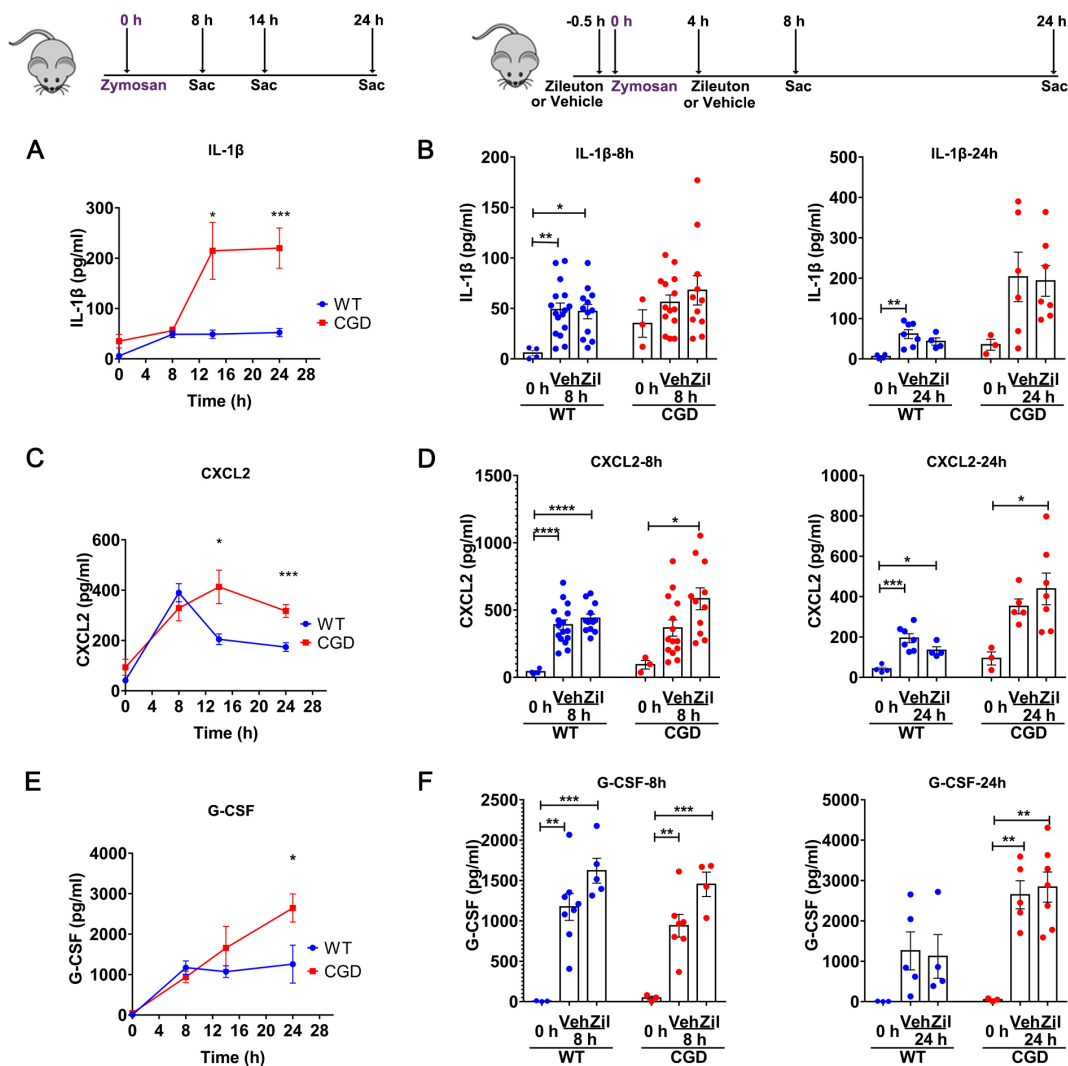 0 h 8 h 14 h 24 h
Zymosan Sac Sac Sac
-0.5 h 0 h 4 h 8 h 24 h
Zileuton Zymosan Zileuton Sac Sac
or Vehicle or Vehicle
A
IL-1β
IL-1β (pg/ml)
300
200
100
0
* ***
WT
CGD
0 4 8 12 16 20 24 28
Time (h)
B
IL-1β-8h
IL-1β (pg/ml)
200
150
100
50
0
*
**
0 h Veh Zil 0 h Veh Zil
8 h 8 h
WT CGD
IL-1β-24h
IL-1β (pg/ml)
500
400
300
200
100
0
**
0 h Veh Zil 0 h Veh Zil
24 h 24 h
WT CGD
C
CXCL2
CXCL2 (pg/ml)
600
400
200
0
* ***
WT
CGD
0 4 8 12 16 20 24 28
Time (h)
D
CXCL2-8h
CXCL2 (pg/ml)
1500
1000
500
0
****
**** *
0 h Veh Zil 0 h Veh Zil
8 h 8 h
WT CGD
CXCL2-24h
CXCL2 (pg/ml)
1000
800
600
400
200
0
*
*
***
0 h Veh Zil 0 h Veh Zil
24 h 24 h
WT CGD
E
G-CSF
G-CSF (pg/ml)
4000
3000
2000
1000
0
*
WT
CGD
0 4 8 12 16 20 24 28
Time (h)
F
G-CSF-8h
G-CSF (pg/ml)
2500
2000
1500
1000
500
0
*** ***
** **
0 h Veh Zil 0 h Veh Zil
8 h 8 h
WT CGD
G-CSF-24h
G-CSF (pg/ml)
5000
4000
3000
2000
1000
0
**
**
0 h Veh Zil 0 h Veh Zil
24 h 24 h
WT CGD